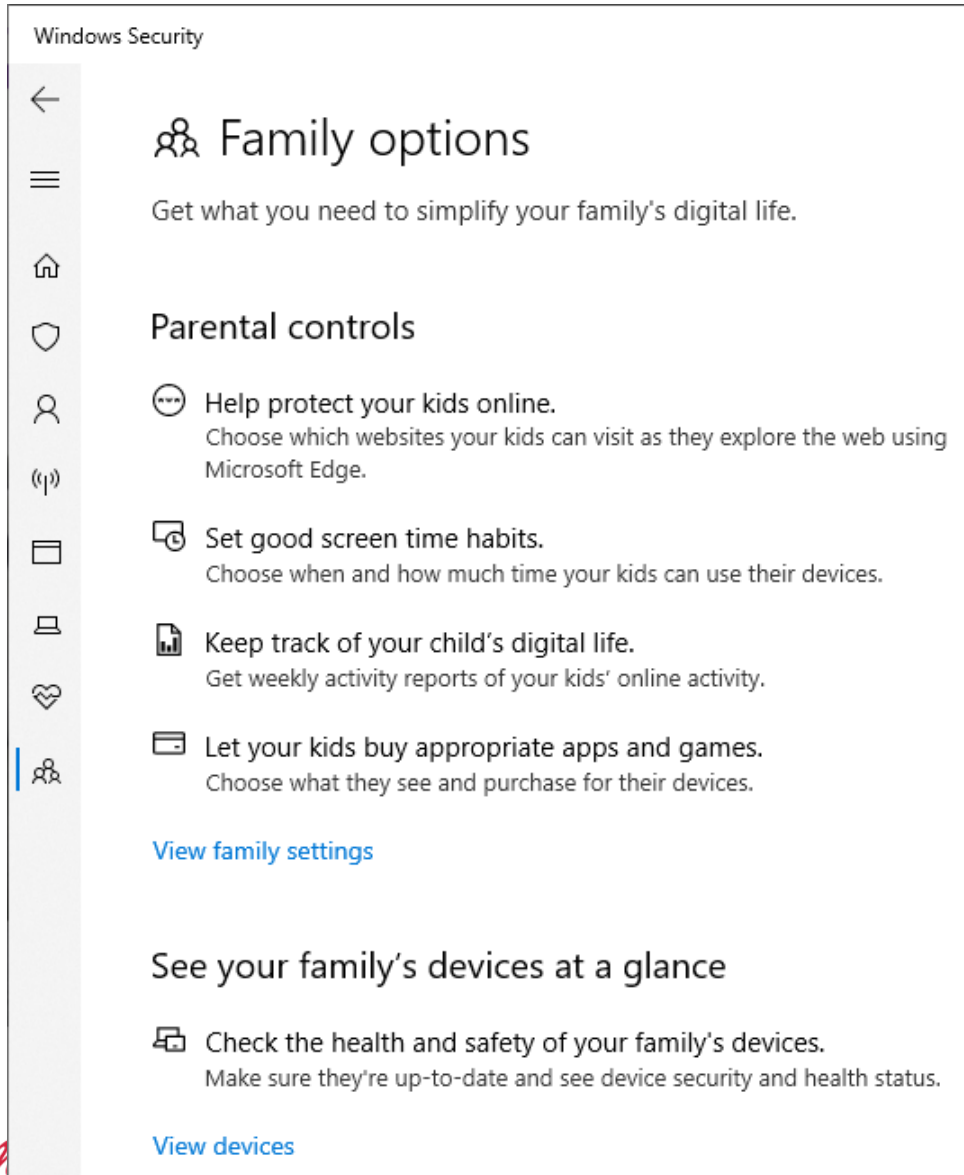 Windows Security
Family options
Get what you need to simplify your family's digital life.
Parental controls
Help protect your kids online.
Choose which websites your kids can visit as they explore the web using
Microsoft Edge.
Set good screen time habits.
Choose when and how much time your kids can use their devices.
Keep track of your child’s digital life.
Get weekly activity reports of your kids’ online activity.
Let your kids buy appropriate apps and games.
Choose what they see and purchase for their devices.
View family settings
See your family’s devices at a glance
Check the health and safety of your family's devices.
Make sure they're up-to-date and see device security and health status.
View devices